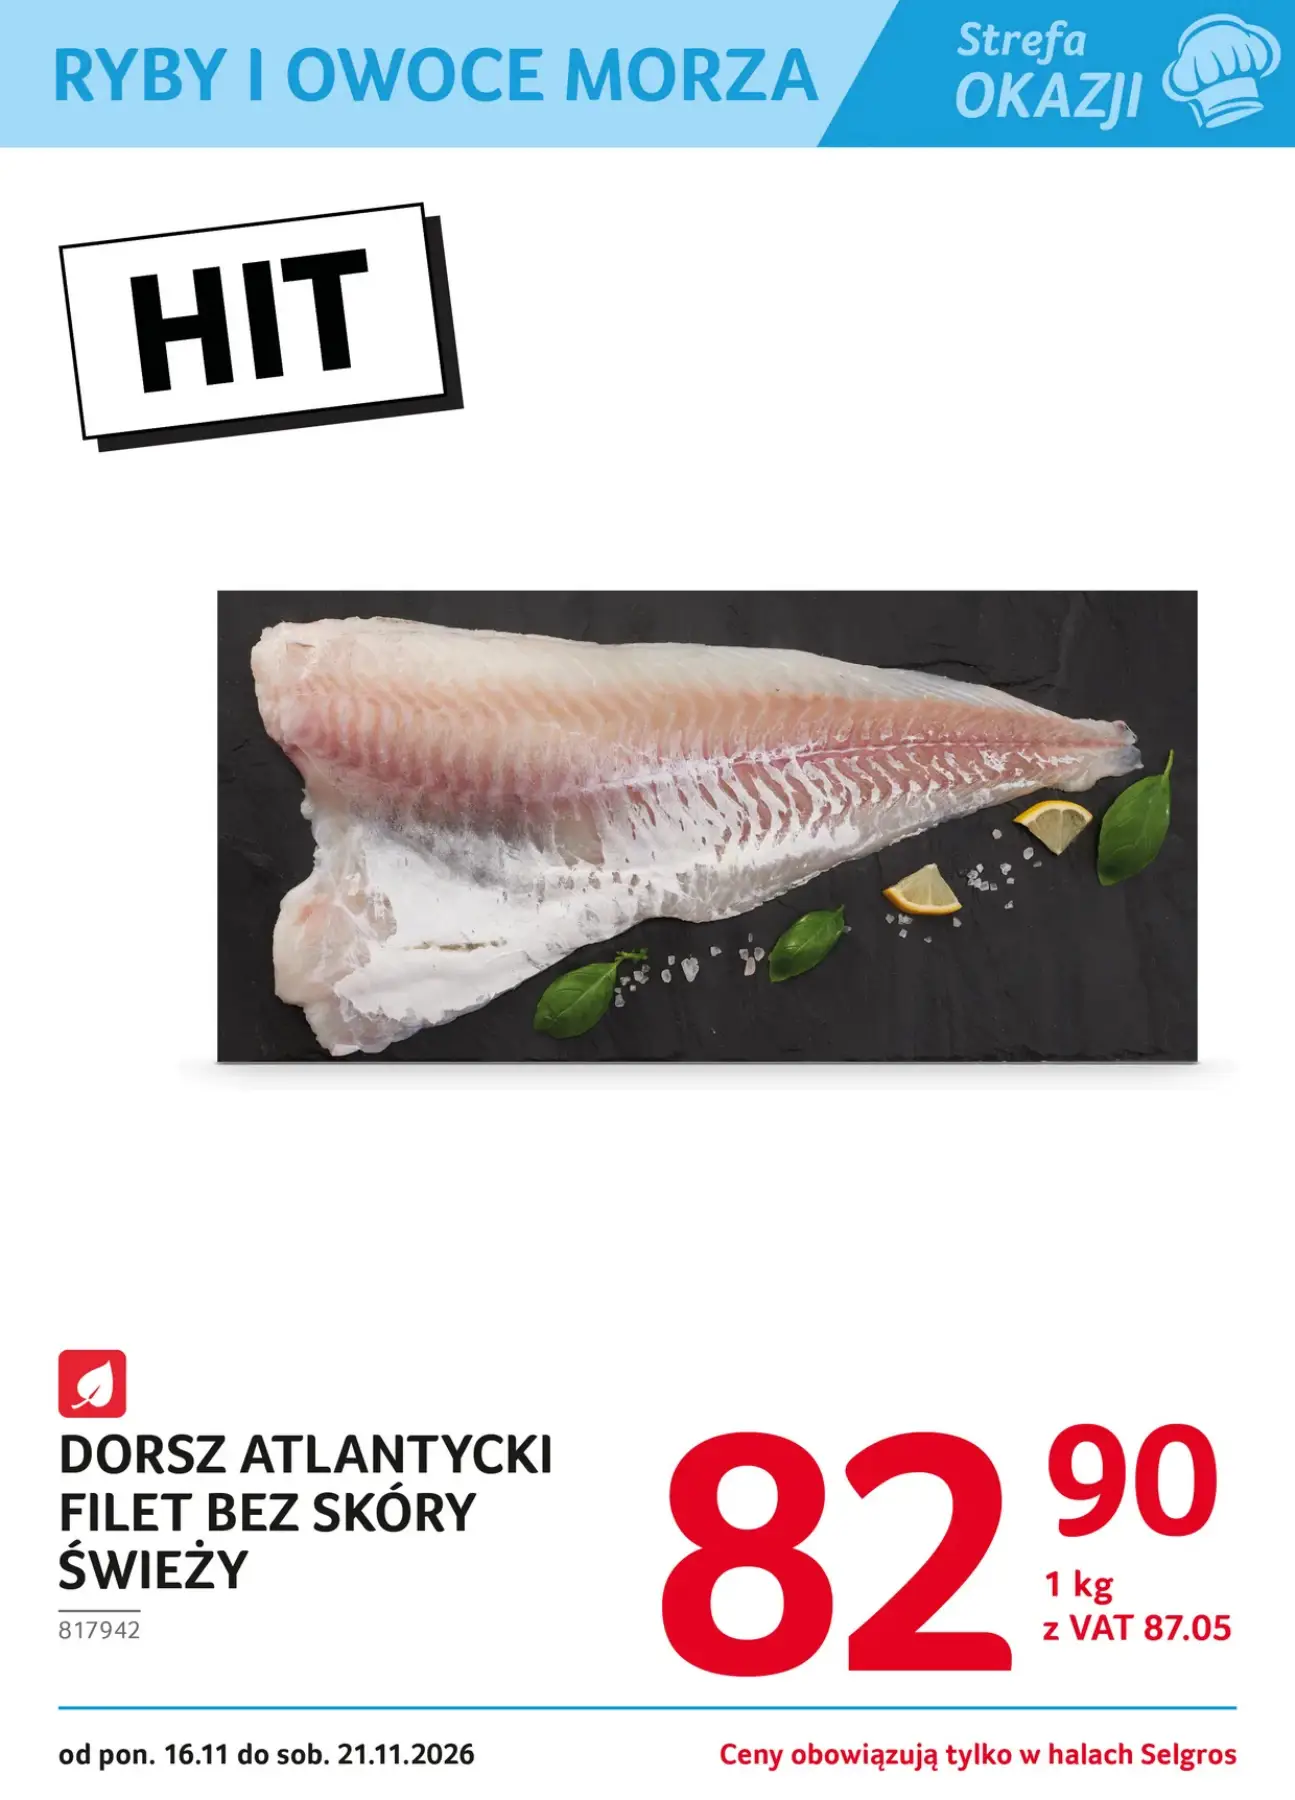 RYBY I OWOCE MORZA
Strefa
OKAZJI
HIT
DORSZ ATLANTYCKI
FILET BEZ SKÓRY
ŚWIEŻY
817942
82 90
1 kg
z VAT 87.05
od pon. 16.11 do sob. 21.11.2026
Ceny obowiązują tylko w halach Selgros